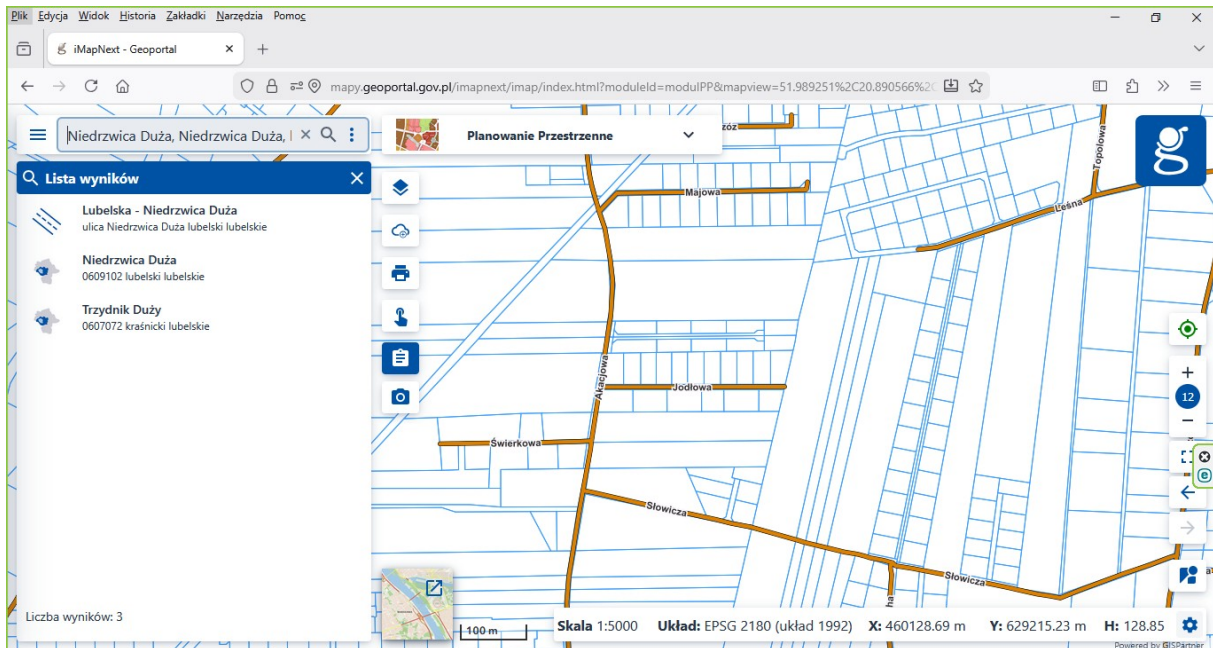 Plik Edycja Widok Historia Zakładki Narzędzia Pomoc
iMapNext - Geoportal
mapy.geoportal.gov.pl/imapnext/imap/index.html?moduleId=modulPP&mapview=51.989251%2C20.890566%2C
Niedrzwica Duża, Niedrzwica Duża,
Planowanie Przestrzenne
Lista wyników
Lubelska - Niedrzwica Duża
ulica Niedrzwica Duża lubelski lubelskie
Niedrzwica Duża
0609102 lubelski lubelskie
Trzydnik Duży
0607072 kraśnicki lubelskie
Liczba wyników: 3
Topolowa
Majowa
Leśna
Akacjowa
Jodłowa
Świerkowa
Słowicza
Słowicza
12
100 m
Skala 1:5000 Układ: EPSG 2180 (układ 1992) X: 460128.69 m Y: 629215.23 m H: 128.85
Powered by GISPartner